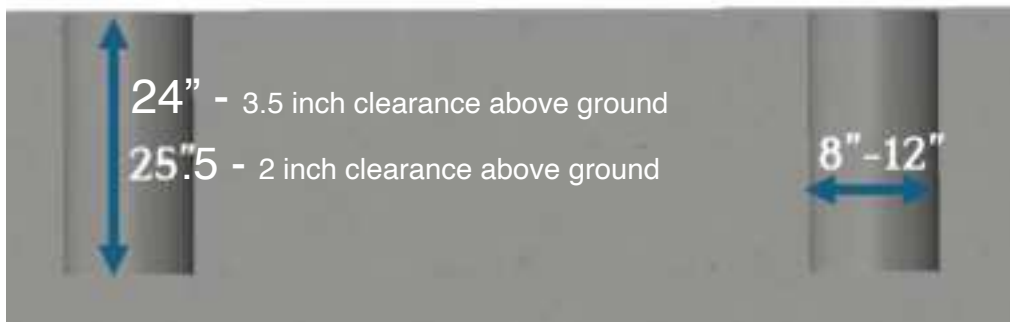 24” - 3.5 inch clearance above ground
25".5 - 2 inch clearance above ground
8"-12"